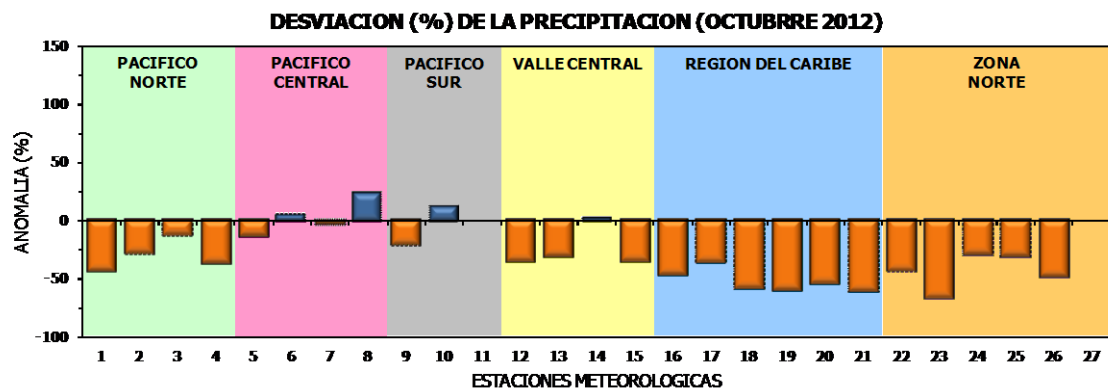 DESVIACION (%) DE LA PRECIPITACION (OCTUBRRE 2012)
150
100
50
0
-50
-100
ANOMALIA (%)
PACIFICO
NORTE
PACIFICO
CENTRAL
PACIFICO
SUR
VALLE CENTRAL
REGION DEL CARIBE
ZONA
NORTE
1 2 3 4 5 6 7 8 9 10 11 12 13 14 15 16 17 18 19 20 21 22 23 24 25 26 27
ESTACIONES METEOROLOGICAS